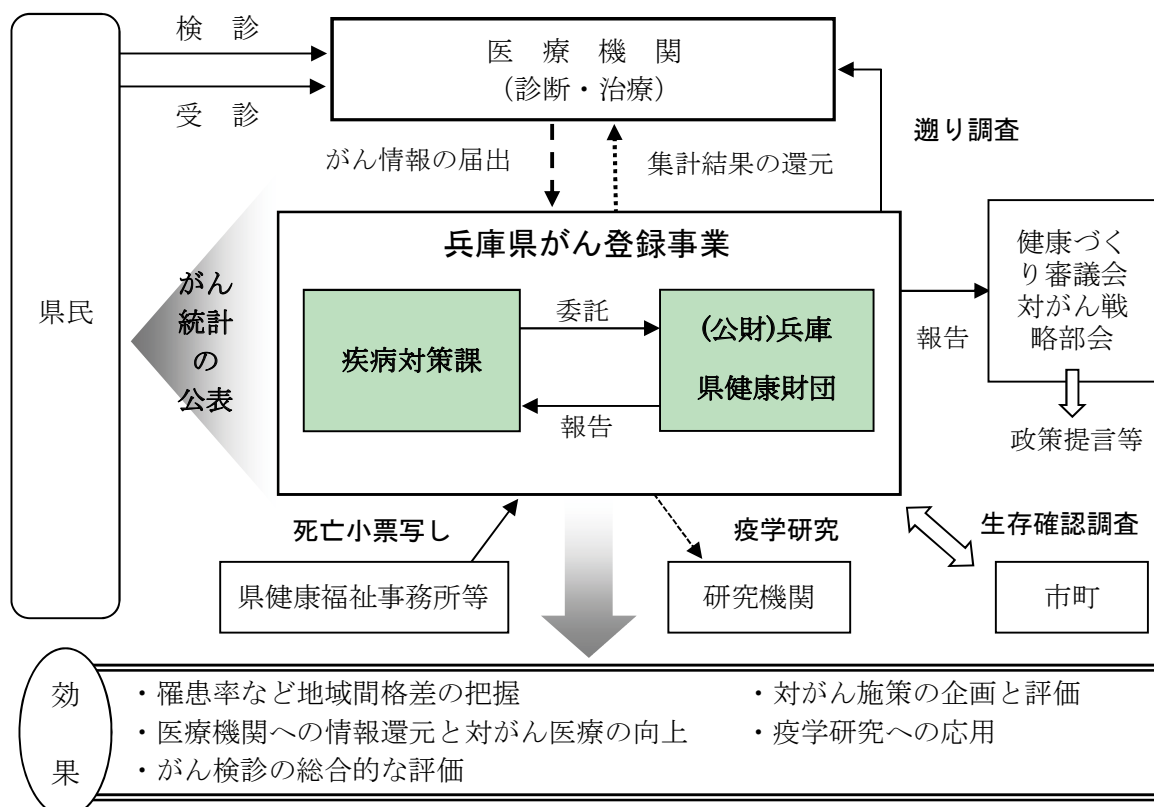 検　診
受　診
医　療　機　関
（診断・治療）
遡り調査
がん情報の届出
集計結果の還元
県民
がん
統計
の
公表
兵庫県がん登録事業
疾病対策課
委託
報告
(公財)兵庫
県健康財団
報告
健康づく
り審議会
対がん戦
略部会
政策提言等
死亡小票写し
疫学研究
生存確認調査
県健康福祉事務所等
研究機関
市町
効
果
・罹患率など地域間格差の把握
・対がん施策の企画と評価
・医療機関への情報還元と対がん医療の向上
・疫学研究への応用
・がん検診の総合的な評価